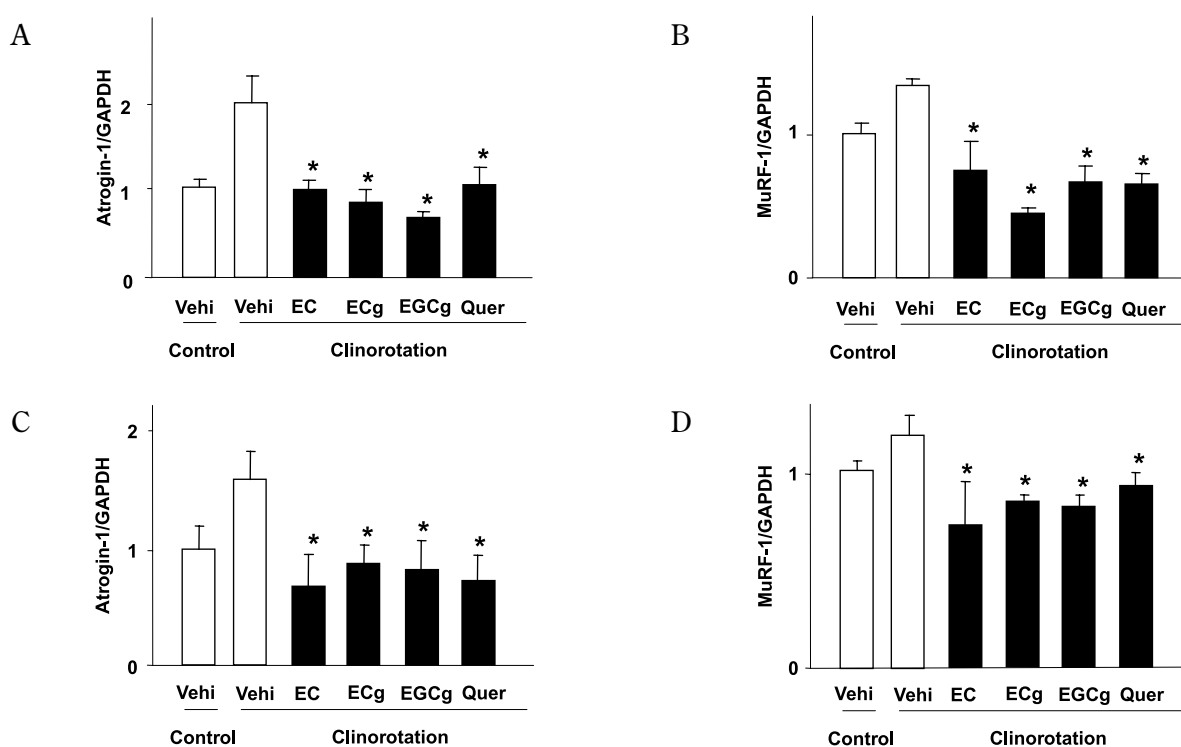 A
Atrogin-1/GAPDH
2
1
0
* * * *
Vehi Vehi EC ECg EGCg Quer
Control Clinorotation
B
MuRF-1/GAPDH
1
0
* * * *
Vehi Vehi EC ECg EGCg Quer
Control Clinorotation
C
Atrogin-1/GAPDH
2
1
0
* * * *
Vehi Vehi EC ECg EGCg Quer
Control Clinorotation
D
MuRF-1/GAPDH
1
0
* * * *
Vehi Vehi EC ECg EGCg Quer
Control Clinorotation